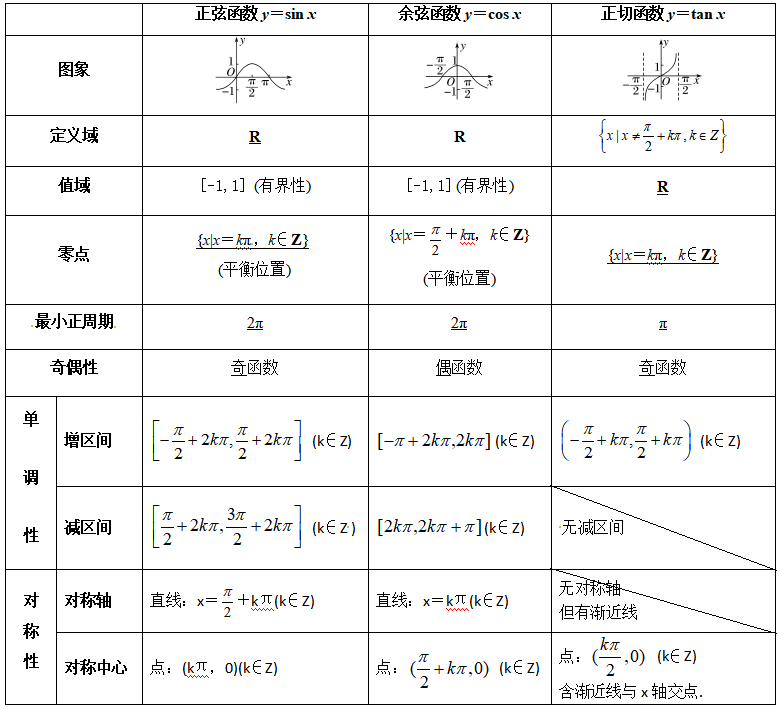 正弦函数 y＝sin x 余弦函数 y＝cos x 正切函数 y＝tan x
图象
y 1 O -1 π/2 π x
y -π/2 1 O -1 π/2 x
y 1 -π/2 -1 O π/2 x
定义域 R R {x | x ≠ π/2 + kπ, k ∈ Z}
值域 [-1,1] (有界性) [-1,1] (有界性) R
零点 {x|x＝kπ，k∈Z} {x|x＝π/2＋kπ，k∈Z} {x|x＝kπ，k∈Z}
(平衡位置) (平衡位置)
最小正周期 2π 2π π
奇偶性 奇函数 偶函数 奇函数
单调性
增区间 [-π/2 + 2kπ, π/2 + 2kπ] (k∈Z) [-π + 2kπ, 2kπ] (k∈Z) (-π/2 + kπ, π/2 + kπ) (k∈Z)
减区间 [π/2 + 2kπ, 3π/2 + 2kπ] (k∈Z) [2kπ, 2kπ + π] (k∈Z) 无减区间
对称性
对称轴 直线：x＝π/2＋kπ(k∈Z) 直线：x＝kπ(k∈Z) 无对称轴
但有渐近线
对称中心 点：(kπ，0)(k∈Z) 点：(π/2 + kπ, 0) (k∈Z) 点：(kπ/2, 0) (k∈Z)
含渐近线与x轴交点.